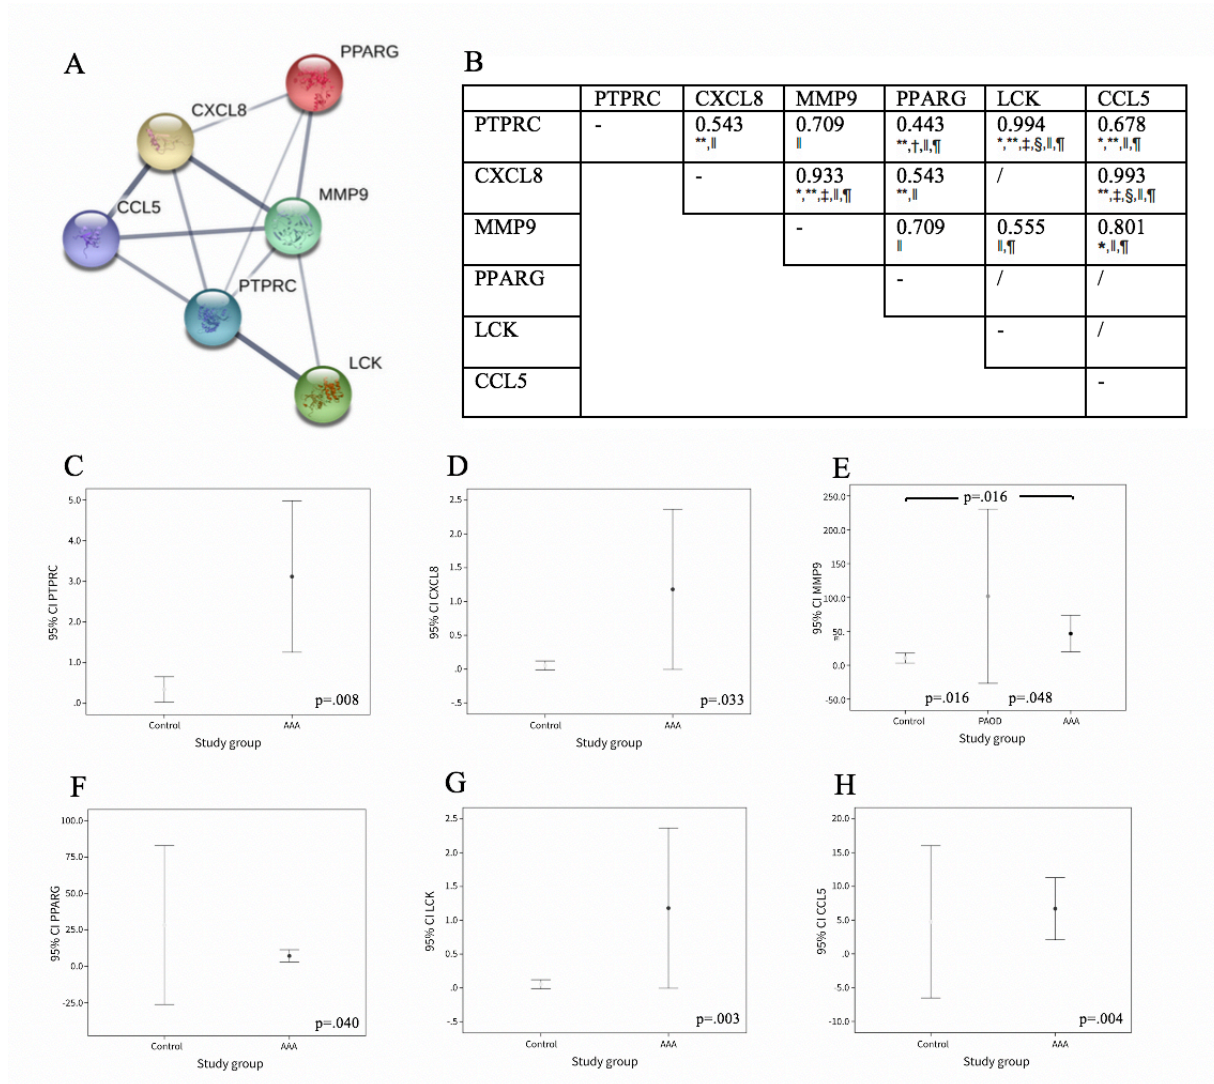 A
PPARG
CXCL8
MMP9
CCL5
PTPRC
LCK
B
PTPRC CXCL8 MMP9 PPARG LCK CCL5
PTPRC - 0.543 0.709 0.443 0.994 0.678
**,‖ ‖ **,†,‖,¶ *,**,‡,§,‖,¶ *,**,‖,¶
CXCL8 - 0.933 0.543 / 0.993
*,**,‡,‖,¶ **,‖ **,‡,§,‖,¶
MMP9 - 0.709 0.555 0.801
‖ ‖,¶ *,‖,¶
PPARG - / /
LCK - /
CCL5 -
C
95% CI PTPRC
5.0
4.0
3.0
2.0
1.0
.0
p=.008
Control AAA
Study group
D
95% CI CXCL8
2.5
2.0
1.5
1.0
0.5
.0
-.5
p=.033
Control AAA
Study group
E
95% CI MMP9
250.0
200.0
150.0
100.0
50.
0.0
-50.0
p=.016
p=.016 p=.048
Control PAOD AAA
Study group
F
95% CI PPARG
100.0
75.0
50.0
25.0
0.0
-25.0
p=.040
Control AAA
Study group
G
95% CI LCK
2.5
2.0
1.5
1.0
0.5
.0
-.5
p=.003
Control AAA
Study group
H
95% CI CCL5
20.0
15.0
10.0
5.0
.0
-5.0
-10.0
p=.004
Control AAA
Study group